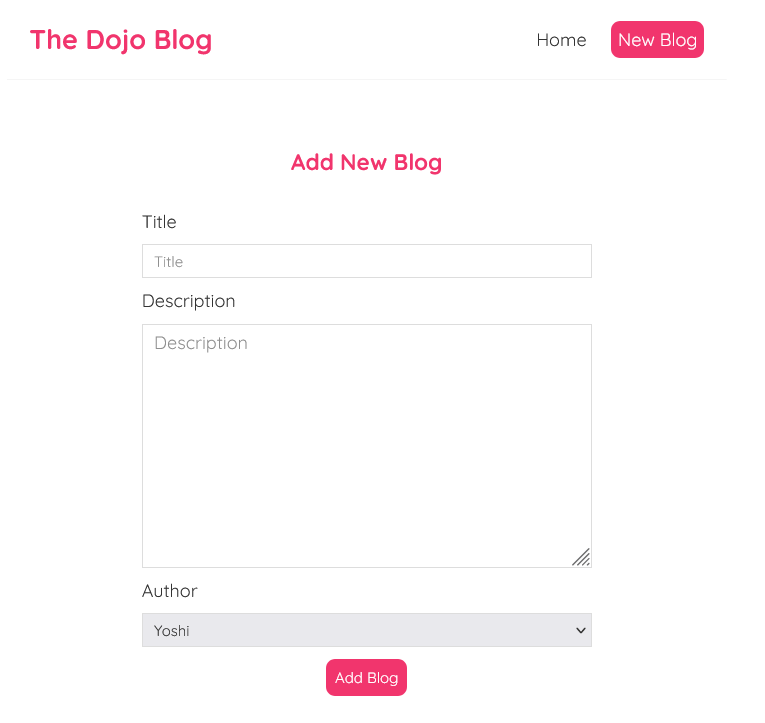 The Dojo Blog
Home
New Blog
Add New Blog
Title
Title
Description
Description
Author
Yoshi
Add Blog